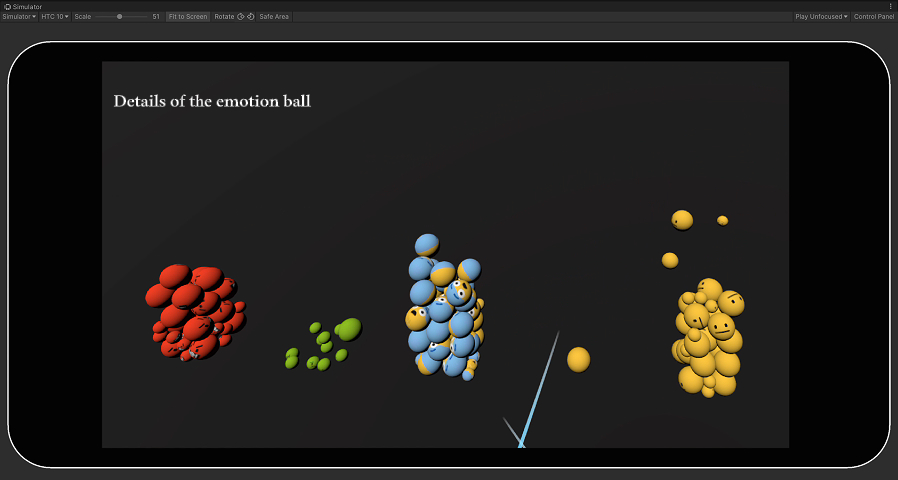 Simulator
Simulator HTC 10 Scale 51 Fit to Screen Rotate Safe Area Play Unfocused Control Panel
Details of the emotion ball